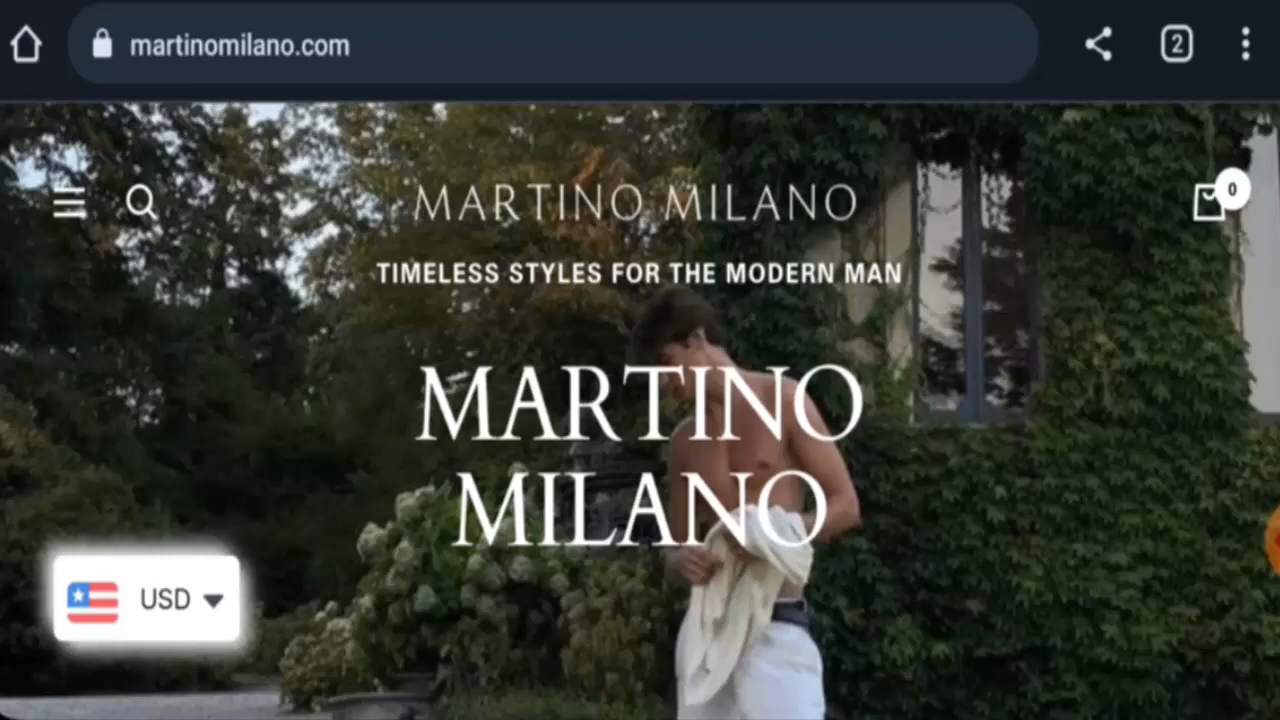 martinomilano.com
2
MARTINO MILANO
0
TIMELESS STYLES FOR THE MODERN MAN
MARTINO
MILANO
USD